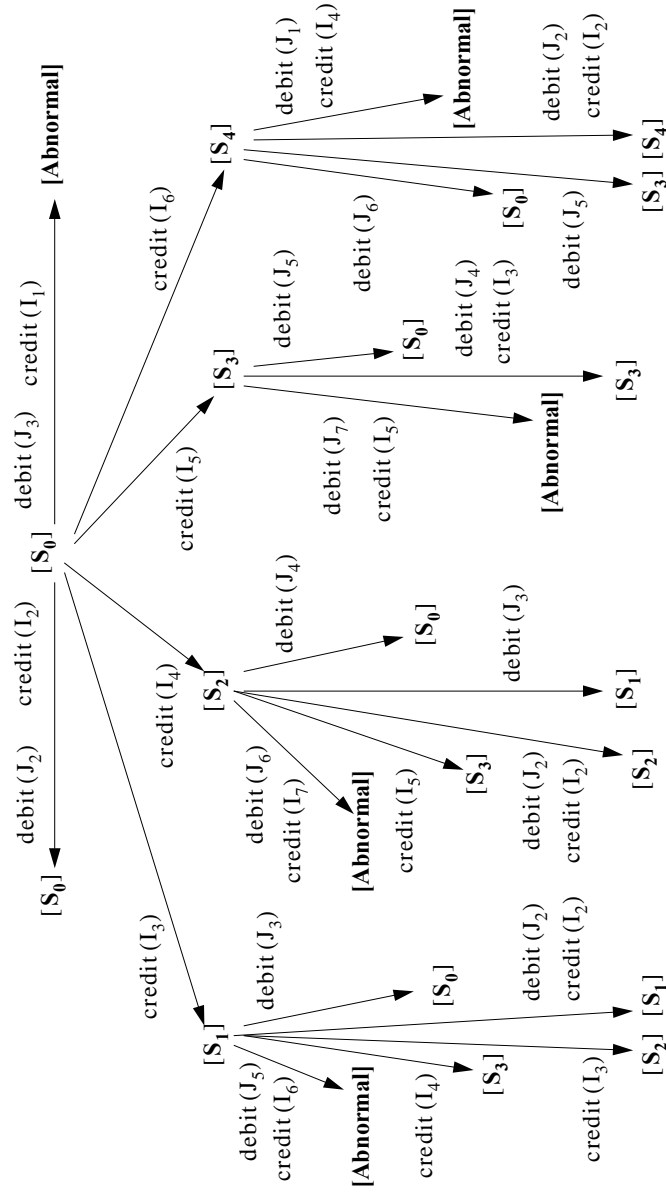 [S₀]
debit (J₂)
credit (I₂)
[S₀]
debit (J₃)
credit (I₁)
[Abnormal]
credit (I₃)
credit (I₄)
credit (I₅)
credit (I₆)
[S₁]
debit (J₅)
credit (I₆)
[Abnormal]
credit (I₄)
[S₃]
credit (I₃)
[S₂]
debit (J₂)
credit (I₂)
[S₁]
debit (J₃)
[S₀]
[S₂]
debit (J₆)
credit (I₇)
[Abnormal]
credit (I₅)
[S₃]
debit (J₂)
credit (I₂)
[S₂]
debit (J₃)
[S₁]
debit (J₄)
[S₀]
[S₃]
debit (J₇)
credit (I₅)
[Abnormal]
debit (J₄)
credit (I₃)
[S₃]
debit (J₅)
[S₀]
[S₄]
debit (J₆)
[S₀]
debit (J₅)
[S₃]
debit (J₂)
credit (I₂)
[S₄]
debit (J₁)
credit (I₄)
[Abnormal]